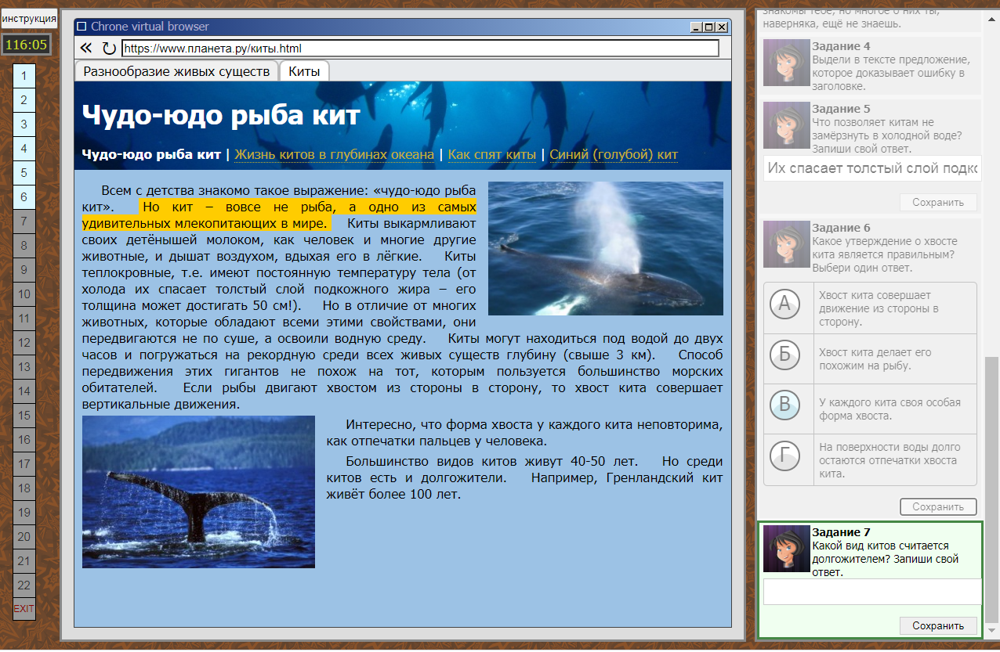 инструкция
116:05
1
2
3
4
5
6
7
8
9
10
11
12
13
14
15
16
17
18
19
20
21
22
EXIT
Chrone virtual browser
https://www.планета.ру/киты.html
Разнообразие живых существ
Киты
Чудо-юдо рыба кит
Чудо-юдо рыба кит | Жизнь китов в глубинах океана | Как спят киты | Синий (голубой) кит
Всем с детства знакомо такое выражение: «чудо-юдо рыба
кит». Но кит – вовсе не рыба, а одно из самых
удивительных млекопитающих в мире. Киты выкармливают
своих детёнышей молоком, как человек и многие другие
животные, и дышат воздухом, вдыхая его в лёгкие. Киты
теплокровные, т.е. имеют постоянную температуру тела (от
холода их спасает толстый слой подкожного жира – его
толщина может достигать 50 см!). Но в отличие от многих
животных, которые обладают всеми этими свойствами, они
передвигаются не по суше, а освоили водную среду. Киты могут находиться под водой до двух
часов и погружаться на рекордную среди всех живых существ глубину (свыше 3 км). Способ
передвижения этих гигантов не похож на тот, которым пользуется большинство морских
обитателей. Если рыбы двигают хвостом из стороны в сторону, то хвост кита совершает
вертикальные движения.
Интересно, что форма хвоста у каждого кита неповторима,
как отпечатки пальцев у человека.
Большинство видов китов живут 40-50 лет. Но среди
китов есть и долгожители. Например, Гренландский кит
живёт более 100 лет.
знакомы тебе, но многое о них ты,
наверняка, ещё не знаешь.
Задание 4
Выдели в тексте предложение,
которое доказывает ошибку в
заголовке.
Задание 5
Что позволяет китам не
замёрзнуть в холодной воде?
Запиши свой ответ.
Их спасает толстый слой подко
Сохранить
Задание 6
Какое утверждение о хвосте
кита является правильным?
Выбери один ответ.
А
Хвост кита совершает
движение из стороны в
сторону.
Б
Хвост кита делает его
похожим на рыбу.
В
У каждого кита своя особая
форма хвоста.
Г
На поверхности воды долго
остаются отпечатки хвоста
кита.
Сохранить
Задание 7
Какой вид китов считается
долгожителем? Запиши свой
ответ.
Сохранить